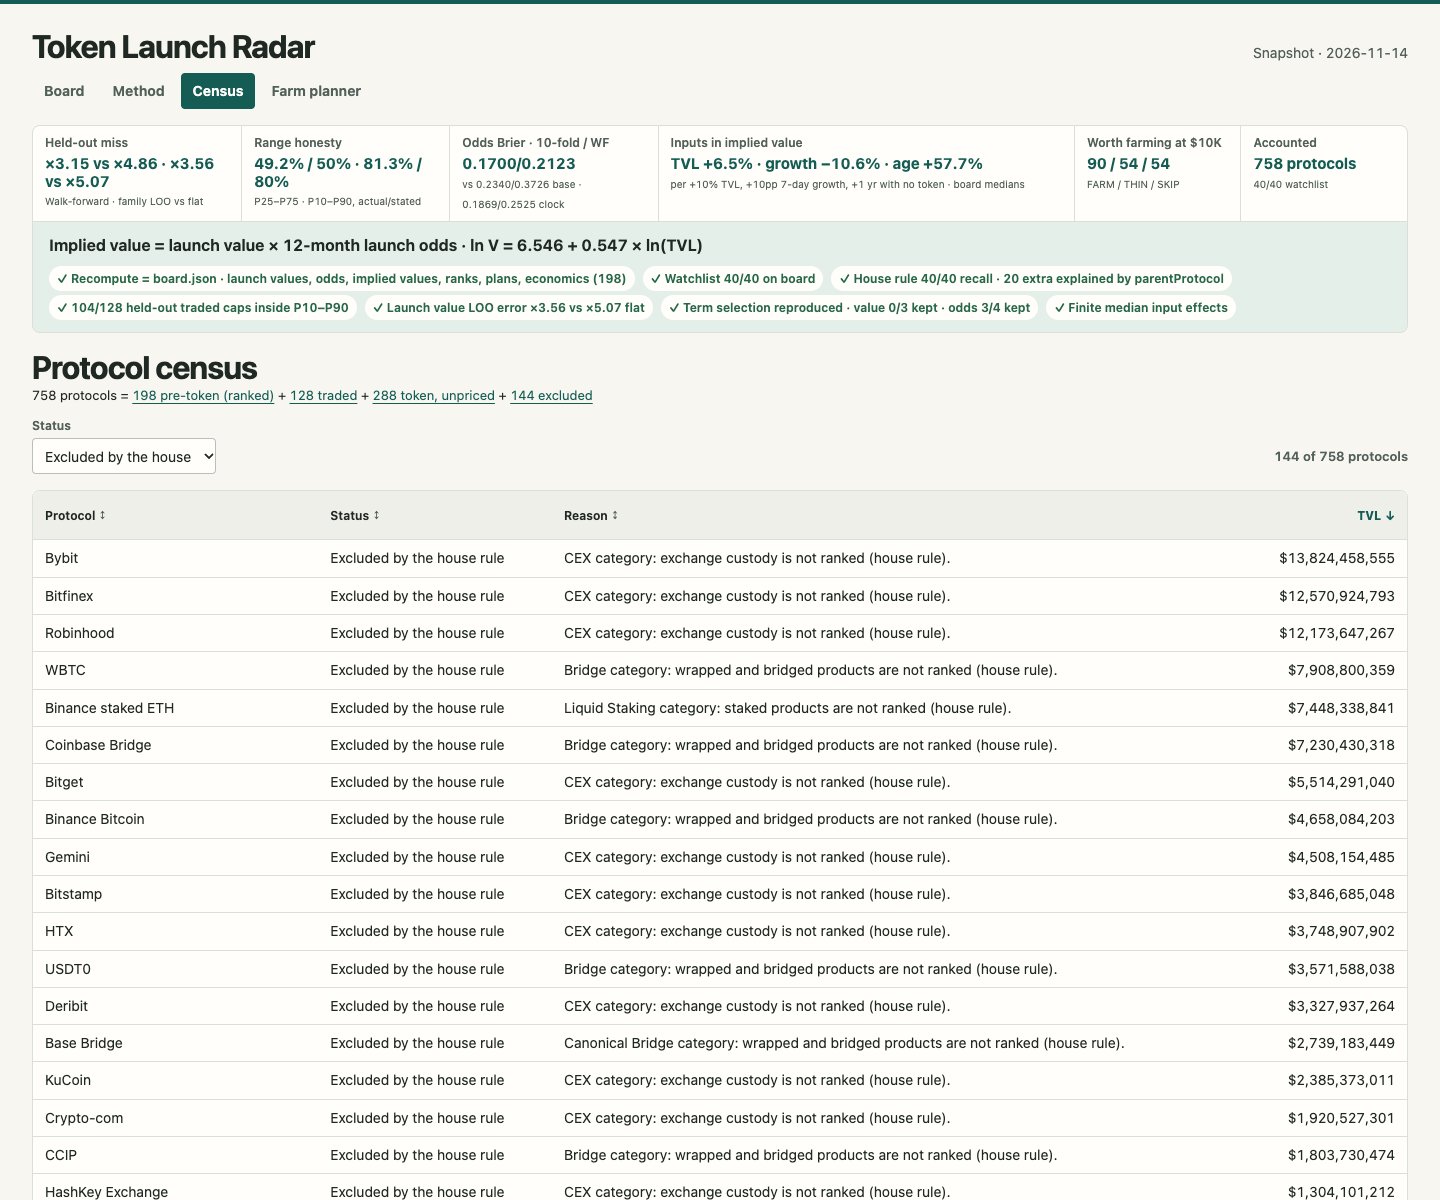 Token Launch Radar
Snapshot · 2026-11-14
Board Method Census Farm planner
Held-out miss
×3.15 vs ×4.86 · ×3.56
vs ×5.07
Walk-forward · family LOO vs flat
Range honesty
49.2% / 50% · 81.3% /
80%
P25–P75 · P10–P90, actual/stated
Odds Brier · 10-fold / WF
0.1700/0.2123
vs 0.2340/0.3726 base ·
0.1869/0.2525 clock
Inputs in implied value
TVL +6.5% · growth −10.6% · age +57.7%
per +10% TVL, +10pp 7-day growth, +1 yr with no token · board medians
Worth farming at $10K
90 / 54 / 54
FARM / THIN / SKIP
Accounted
758 protocols
40/40 watchlist
Implied value = launch value × 12-month launch odds · ln V = 6.546 + 0.547 × ln(TVL)
✓ Recompute = board.json · launch values, odds, implied values, ranks, plans, economics (198) ✓ Watchlist 40/40 on board ✓ House rule 40/40 recall · 20 extra explained by parentProtocol
✓ 104/128 held-out traded caps inside P10–P90 ✓ Launch value LOO error ×3.56 vs ×5.07 flat ✓ Term selection reproduced · value 0/3 kept · odds 3/4 kept ✓ Finite median input effects
Protocol census
758 protocols = 198 pre-token (ranked) + 128 traded + 288 token, unpriced + 144 excluded
Status
Excluded by the house
144 of 758 protocols
Protocol ↕ Status ↕ Reason ↕ TVL ↓
Bybit Excluded by the house rule CEX category: exchange custody is not ranked (house rule). $13,824,458,555
Bitfinex Excluded by the house rule CEX category: exchange custody is not ranked (house rule). $12,570,924,793
Robinhood Excluded by the house rule CEX category: exchange custody is not ranked (house rule). $12,173,647,267
WBTC Excluded by the house rule Bridge category: wrapped and bridged products are not ranked (house rule). $7,908,800,359
Binance staked ETH Excluded by the house rule Liquid Staking category: staked products are not ranked (house rule). $7,448,338,841
Coinbase Bridge Excluded by the house rule Bridge category: wrapped and bridged products are not ranked (house rule). $7,230,430,318
Bitget Excluded by the house rule CEX category: exchange custody is not ranked (house rule). $5,514,291,040
Binance Bitcoin Excluded by the house rule Bridge category: wrapped and bridged products are not ranked (house rule). $4,658,084,203
Gemini Excluded by the house rule CEX category: exchange custody is not ranked (house rule). $4,508,154,485
Bitstamp Excluded by the house rule CEX category: exchange custody is not ranked (house rule). $3,846,685,048
HTX Excluded by the house rule CEX category: exchange custody is not ranked (house rule). $3,748,907,902
USDT0 Excluded by the house rule Bridge category: wrapped and bridged products are not ranked (house rule). $3,571,588,038
Deribit Excluded by the house rule CEX category: exchange custody is not ranked (house rule). $3,327,937,264
Base Bridge Excluded by the house rule Canonical Bridge category: wrapped and bridged products are not ranked (house rule). $2,739,183,449
KuCoin Excluded by the house rule CEX category: exchange custody is not ranked (house rule). $2,385,373,011
Crypto-com Excluded by the house rule CEX category: exchange custody is not ranked (house rule). $1,920,527,301
CCIP Excluded by the house rule Bridge category: wrapped and bridged products are not ranked (house rule). $1,803,730,474
HashKey Exchange Excluded by the house rule CEX category: exchange custody is not ranked (house rule). $1,304,101,212